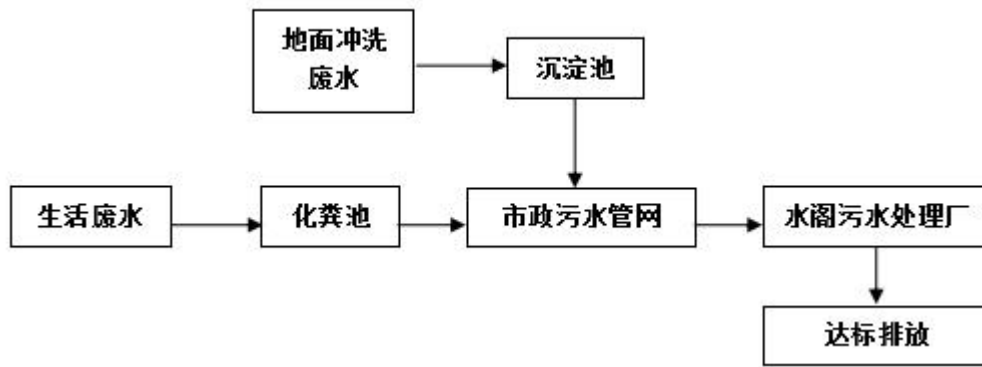 地面冲洗
废水
沉淀池
生活废水
化粪池
市政污水管网
水阁污水处理厂
达标排放